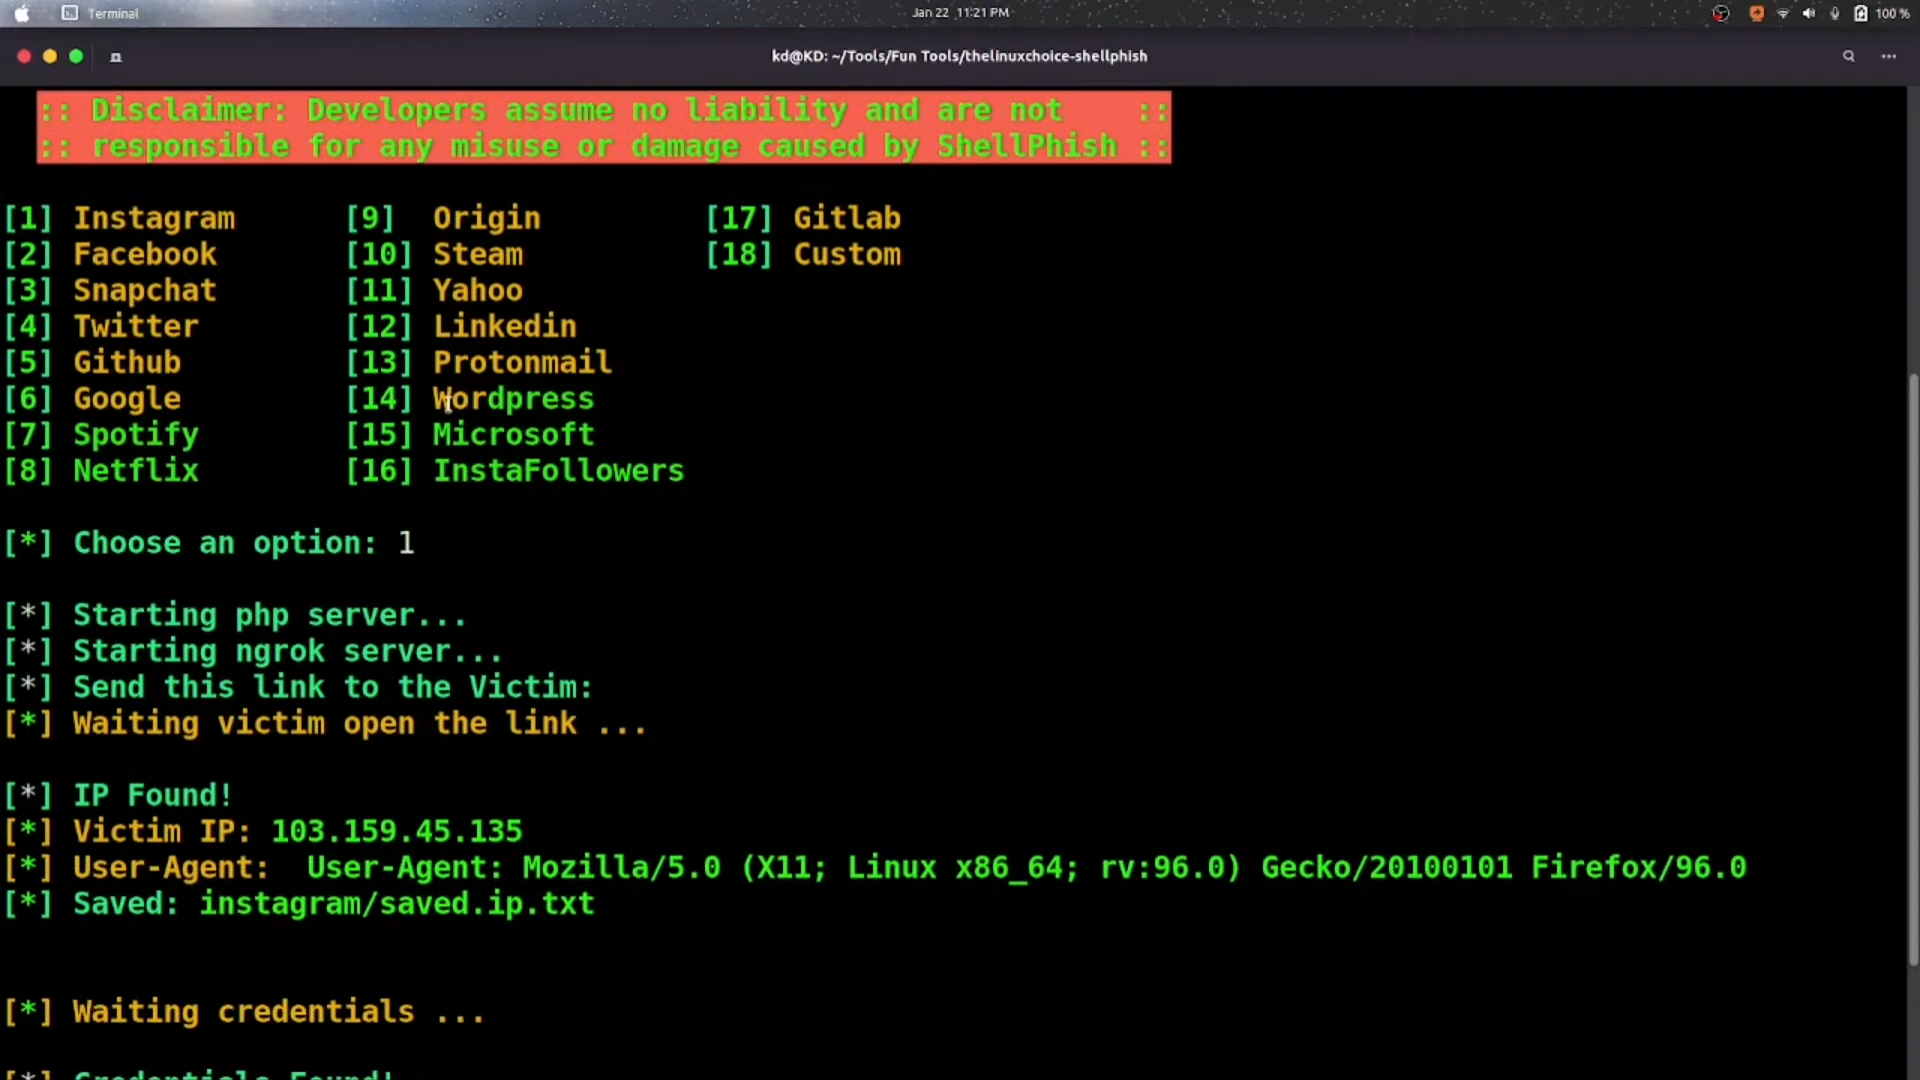 Terminal
Jan 22 11:21 PM
100 %
kd@KD: ~/Tools/Fun Tools/thelinuxchoice-shellphish
:: Disclaimer: Developers assume no liability and are not ::
:: responsible for any misuse or damage caused by ShellPhish ::
[1] Instagram [9] Origin [17] Gitlab
[2] Facebook [10] Steam [18] Custom
[3] Snapchat [11] Yahoo
[4] Twitter [12] Linkedin
[5] Github [13] Protonmail
[6] Google [14] Wordpress
[7] Spotify [15] Microsoft
[8] Netflix [16] InstaFollowers
[*] Choose an option: 1
[*] Starting php server...
[*] Starting ngrok server...
[*] Send this link to the Victim:
[*] Waiting victim open the link ...
[*] IP Found!
[*] Victim IP: 103.159.45.135
[*] User-Agent: User-Agent: Mozilla/5.0 (X11; Linux x86_64; rv:96.0) Gecko/20100101 Firefox/96.0
[*] Saved: instagram/saved.ip.txt
[*] Waiting credentials ...
[*] Credentials Found!